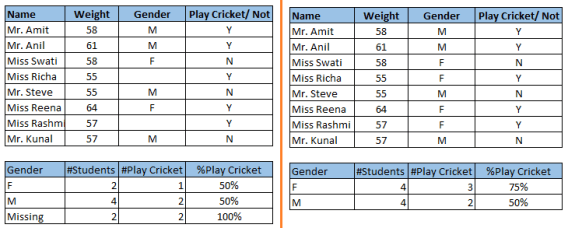 Name Weight Gender Play Cricket/ Not
Mr. Amit 58 M Y
Mr. Anil 61 M Y
Miss Swati 58 F N
Miss Richa 55 Y
Mr. Steve 55 M N
Miss Reena 64 F Y
Miss Rashmi 57 Y
Mr. Kunal 57 M N
Gender #Students #Play Cricket %Play Cricket
F 2 1 50%
M 4 2 50%
Missing 2 2 100%
Name Weight Gender Play Cricket/ Not
Mr. Amit 58 M Y
Mr. Anil 61 M Y
Miss Swati 58 F N
Miss Richa 55 F Y
Mr. Steve 55 M N
Miss Reena 64 F Y
Miss Rashmi 57 F Y
Mr. Kunal 57 M N
Gender #Students #Play Cricket %Play Cricket
F 4 3 75%
M 4 2 50%